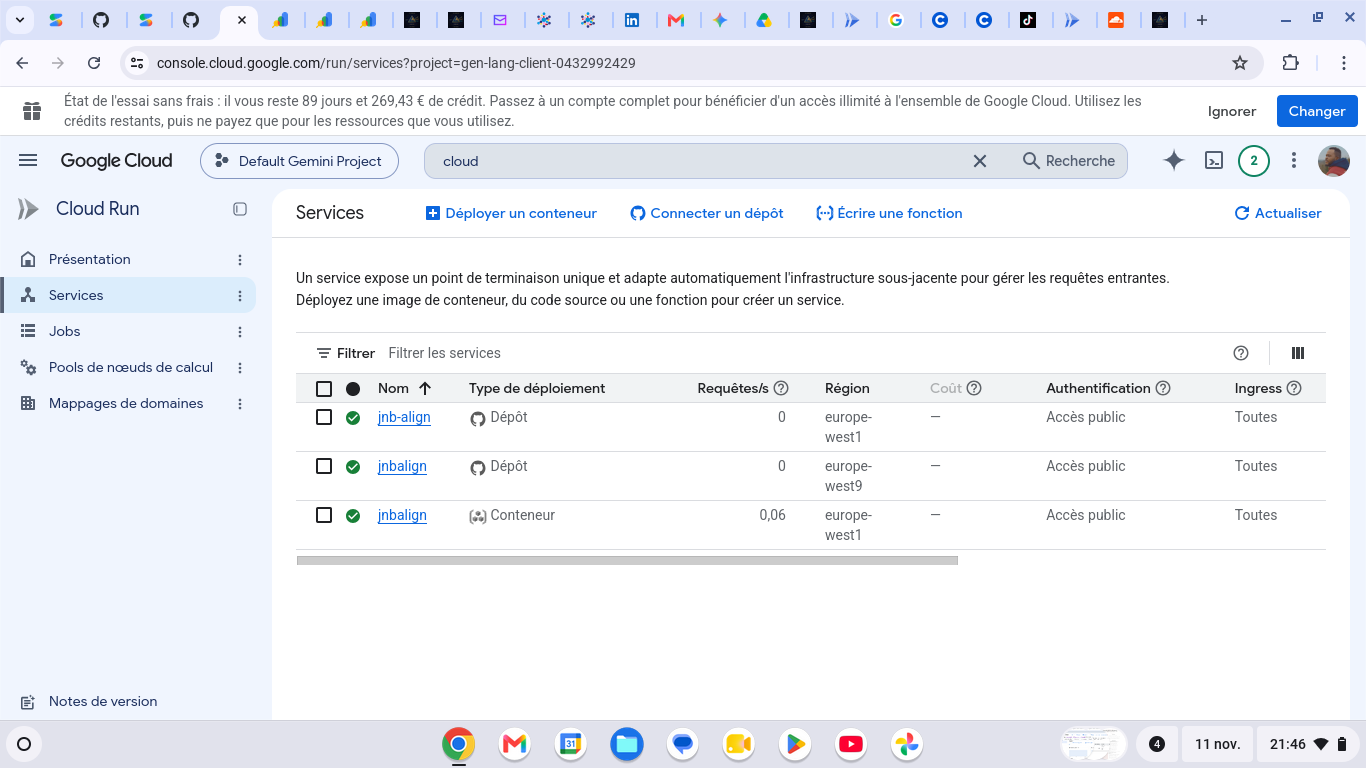 console.cloud.google.com/run/services?project=gen-lang-client-0432992429
État de l'essai sans frais : il vous reste 89 jours et 269,43 € de crédit. Passez à un compte complet pour bénéficier d'un accès illimité à l'ensemble de Google Cloud. Utilisez les
crédits restants, puis ne payez que pour les ressources que vous utilisez.
Ignorer
Changer
Google Cloud
Default Gemini Project
cloud
Recherche
2
Cloud Run
Services
Déployer un conteneur
Connecter un dépôt
Écrire une fonction
Actualiser
Présentation
Services
Jobs
Pools de nœuds de calcul
Mappages de domaines
Un service expose un point de terminaison unique et adapte automatiquement l'infrastructure sous-jacente pour gérer les requêtes entrantes.
Déployez une image de conteneur, du code source ou une fonction pour créer un service.
Filtrer Filtrer les services
Nom Type de déploiement Requêtes/s Région Coût Authentification Ingress
jnb-align Dépôt 0 europe- — Accès public Toutes
west1
jnbalign Dépôt 0 europe- — Accès public Toutes
west9
jnbalign Conteneur 0,06 europe- — Accès public Toutes
west1
Notes de version
31
4
11 nov.
21:46